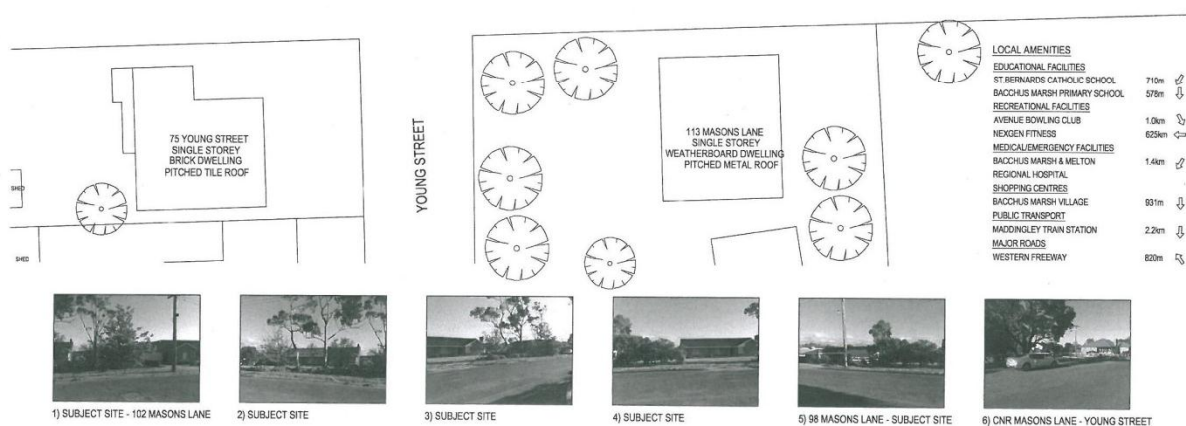 75 YOUNG STREET
SINGLE STOREY
BRICK DWELLING
PITCHED TILE ROOF
SHED
SHED
YOUNG STREET
113 MASONS LANE
SINGLE STOREY
WEATHERBOARD DWELLING
PITCHED METAL ROOF
LOCAL AMENITIES
EDUCATIONAL FACILITIES
ST.BERNARDS CATHOLIC SCHOOL 710m
BACCHUS MARSH PRIMARY SCHOOL 578m
RECREATIONAL FACILITIES
AVENUE BOWLING CLUB 1.0km
NEXGEN FITNESS 625km
MEDICAL/EMERGENCY FACILITIES
BACCHUS MARSH & MELTON 1.4km
REGIONAL HOSPITAL
SHOPPING CENTRES
BACCHUS MARSH VILLAGE 931m
PUBLIC TRANSPORT
MADDINGLEY TRAIN STATION 2.2km
MAJOR ROADS
WESTERN FREEWAY 820m
1) SUBJECT SITE - 102 MASONS LANE
2) SUBJECT SITE
3) SUBJECT SITE
4) SUBJECT SITE
5) 98 MASONS LANE - SUBJECT SITE
6) CNR MASONS LANE - YOUNG STREET